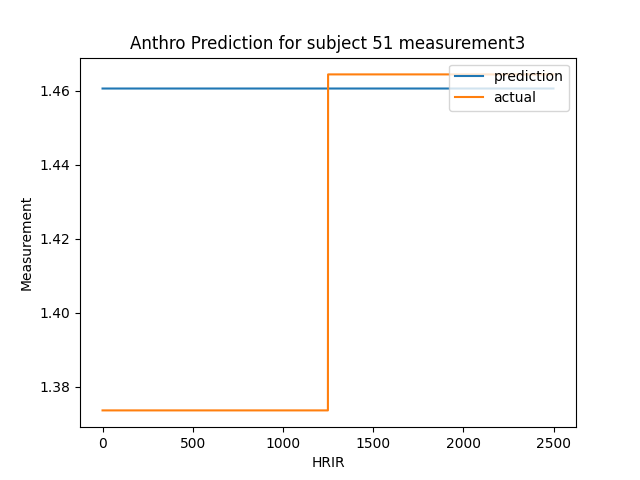 Anthro Prediction for subject 51 measurement3
prediction
actual
1.46
1.44
1.42
1.40
1.38
Measurement
0 500 1000 1500 2000 2500
HRIR